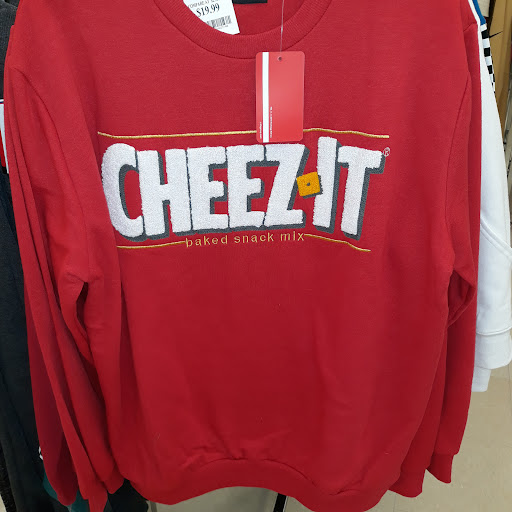 $19.99
CHEEZ-IT®
baked snack mix